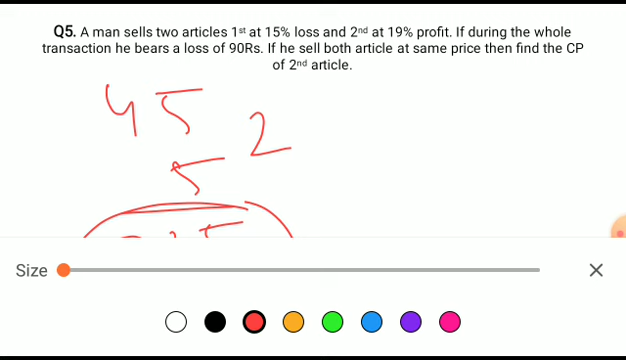 Q5. A man sells two articles 1st at 15% loss and 2nd at 19% profit. If during the whole
transaction he bears a loss of 90Rs. If he sell both article at same price then find the CP
of 2nd article.
45
2
5
Size